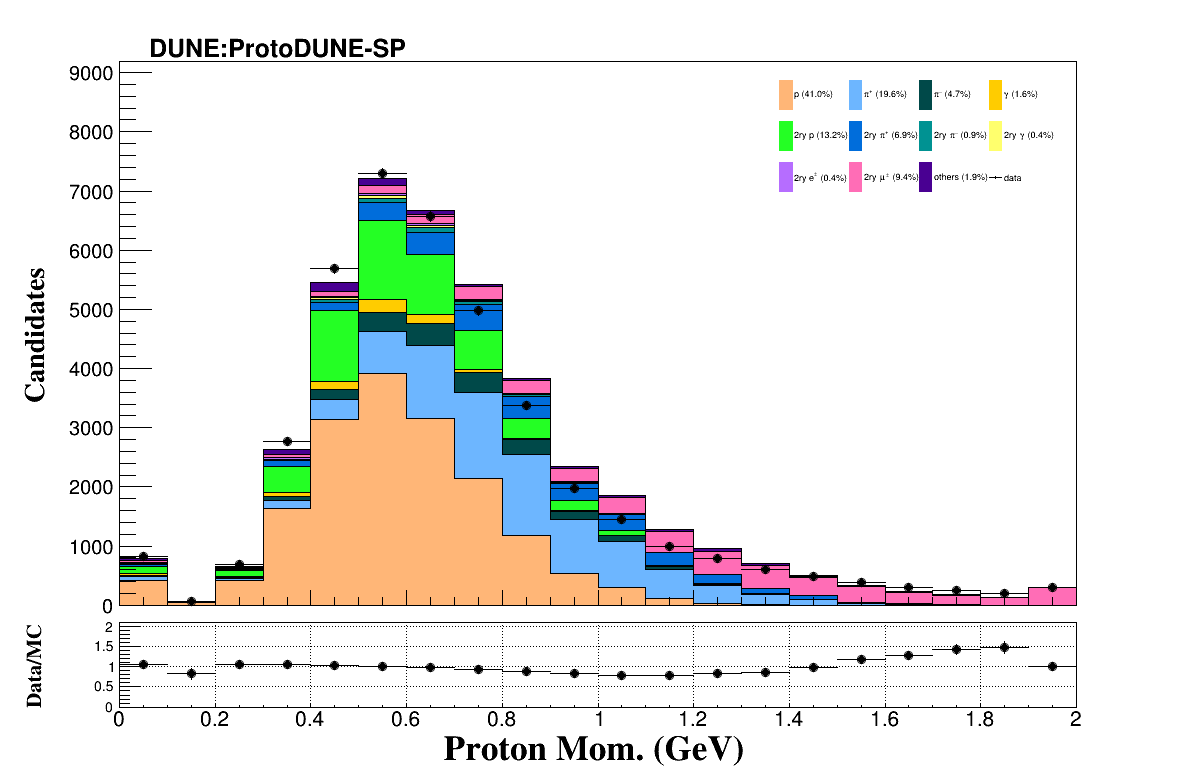 DUNE:ProtoDUNE-SP
9000
8000
7000
6000
5000
4000
3000
2000
1000
0
Candidates
p (41.0%) π⁺ (19.6%) π⁻ (4.7%) γ (1.6%)
2ry p (13.2%) 2ry π⁺ (6.9%) 2ry π⁻ (0.9%) 2ry γ (0.4%)
2ry e± (0.4%) 2ry μ± (9.4%) others (1.9%) data
2
1.5
1
0.5
0
Data/MC
0 0.2 0.4 0.6 0.8 1 1.2 1.4 1.6 1.8 2
Proton Mom. (GeV)